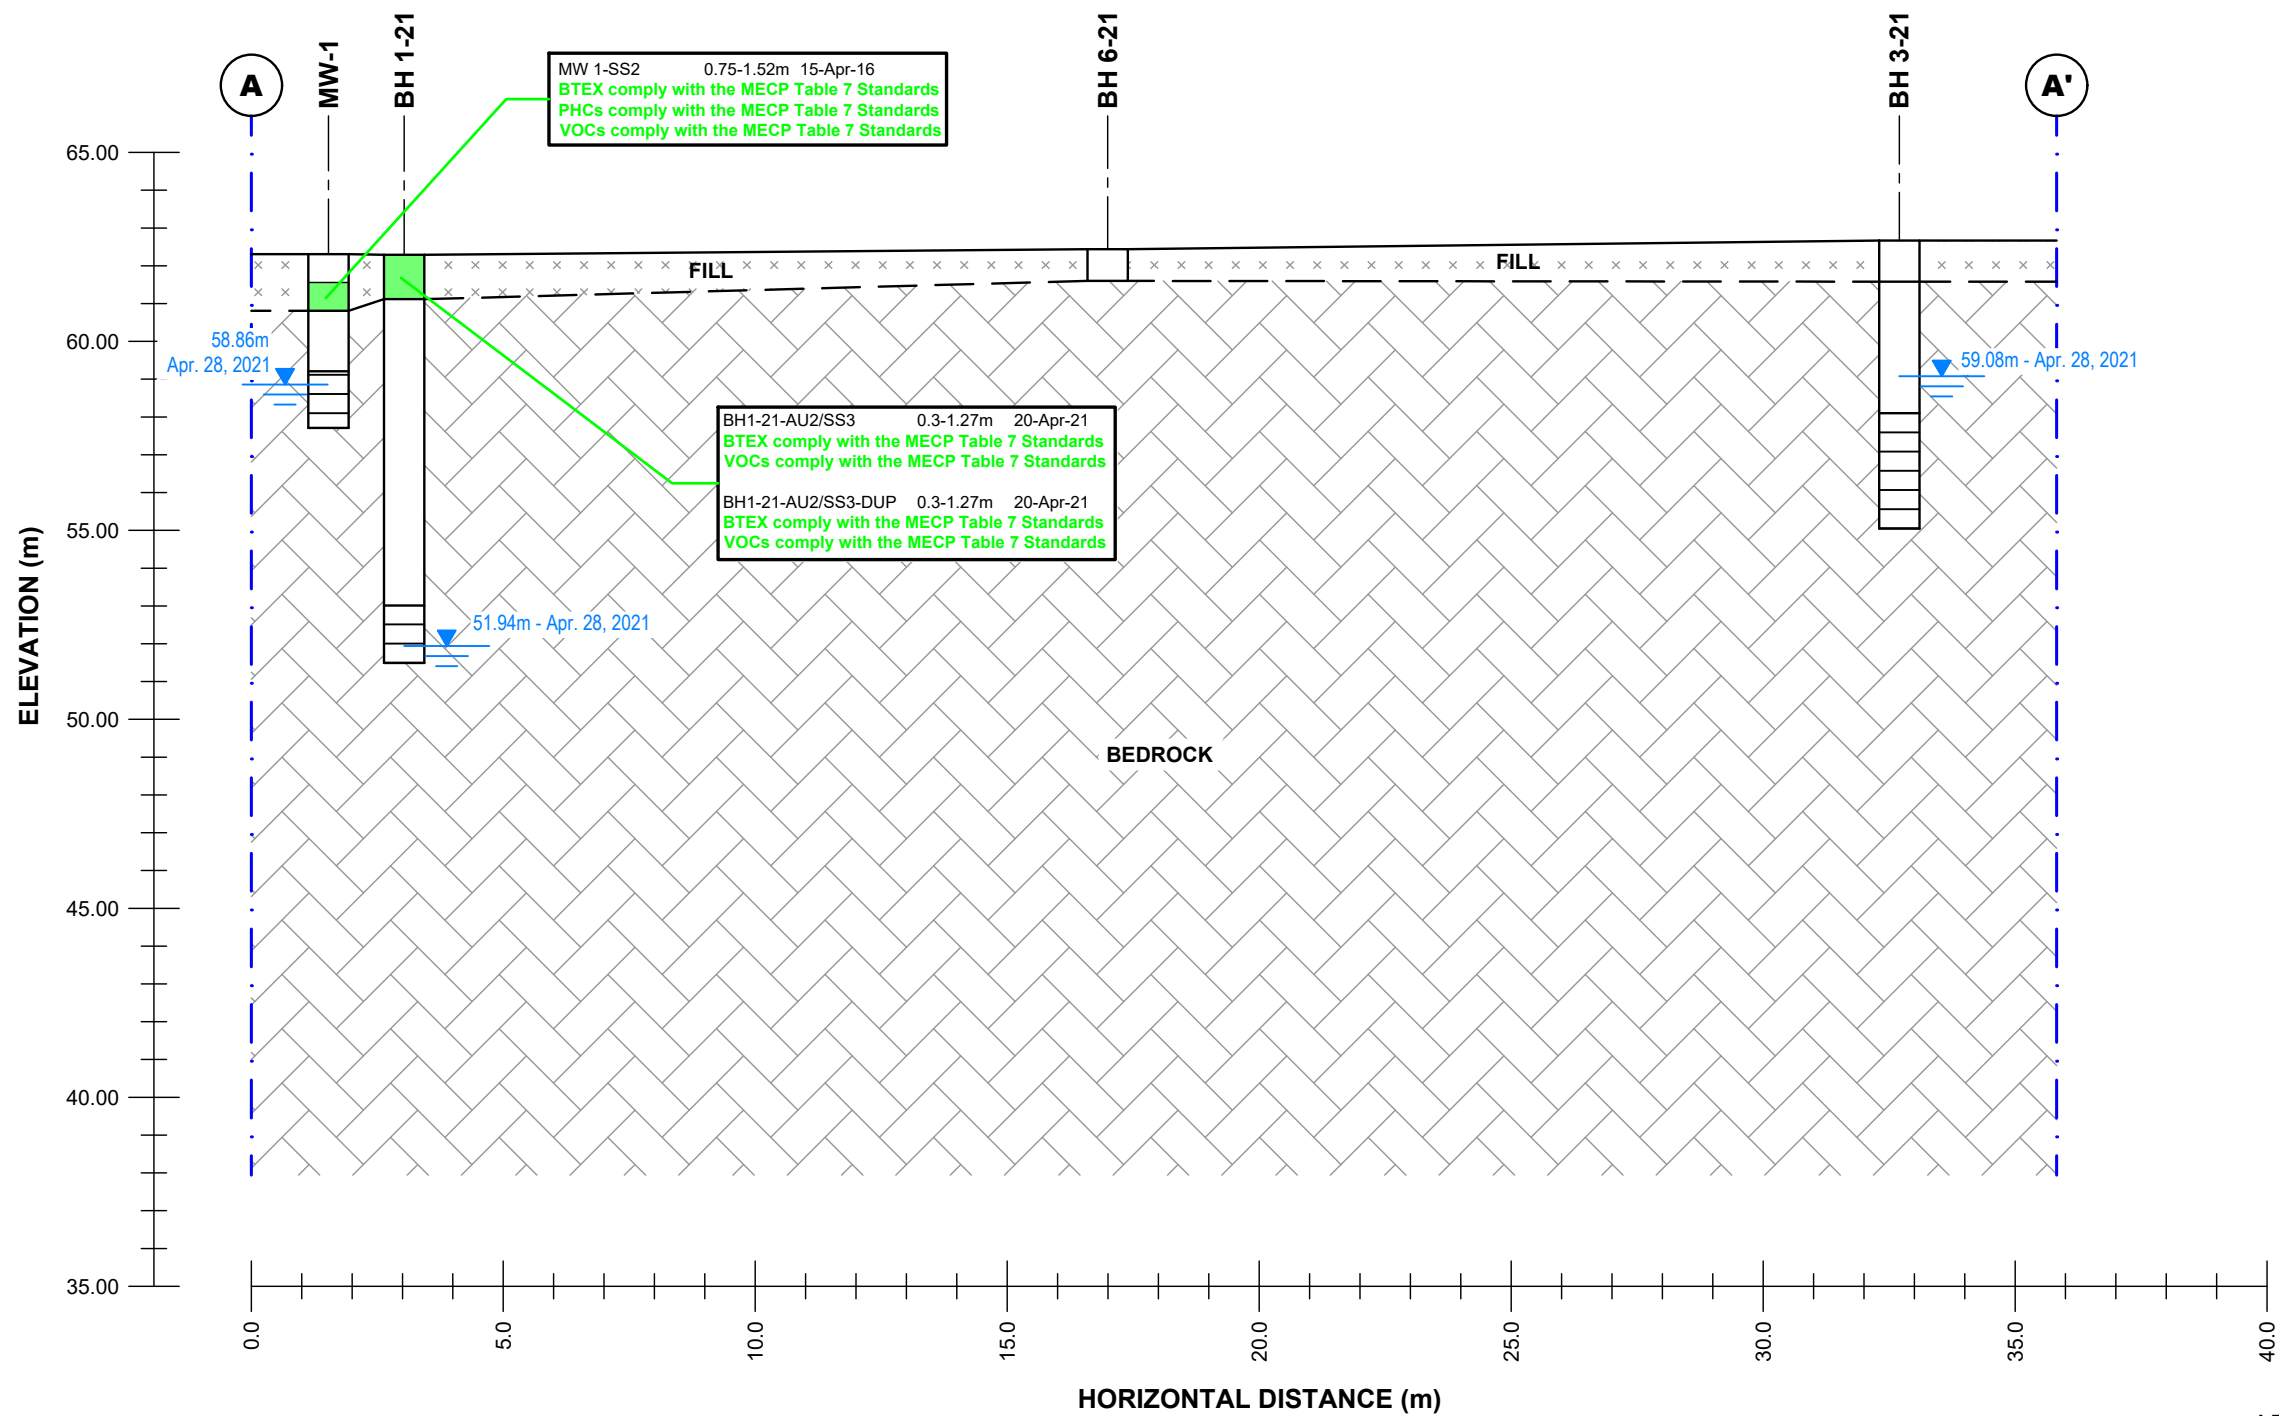 A
MW-1
BH 1-21
BH 6-21
BH 3-21
A'
MW 1-SS2 0.75-1.52m 15-Apr-16
BTEX comply with the MECP Table 7 Standards
PHCs comply with the MECP Table 7 Standards
VOCs comply with the MECP Table 7 Standards
65.00
FILL
FILL
60.00
58.86m
Apr. 28, 2021
59.08m - Apr. 28, 2021
BH1-21-AU2/SS3 0.3-1.27m 20-Apr-21
BTEX comply with the MECP Table 7 Standards
VOCs comply with the MECP Table 7 Standards
BH1-21-AU2/SS3-DUP 0.3-1.27m 20-Apr-21
BTEX comply with the MECP Table 7 Standards
VOCs comply with the MECP Table 7 Standards
55.00
51.94m - Apr. 28, 2021
ELEVATION (m)
50.00
BEDROCK
45.00
40.00
35.00
0.0
5.0
10.0
15.0
20.0
25.0
30.0
35.0
40.0
HORIZONTAL DISTANCE (m)